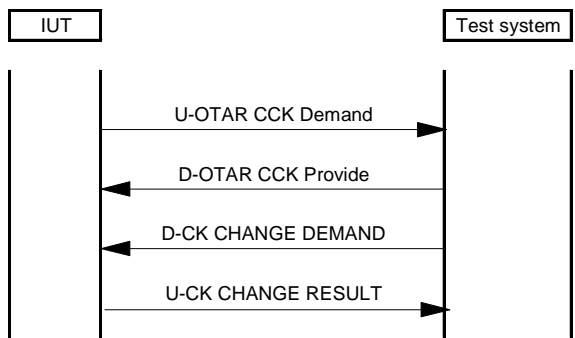 IUT
Test system
U-OTAR CCK Demand
D-OTAR CCK Provide
D-CK CHANGE DEMAND
U-CK CHANGE RESULT